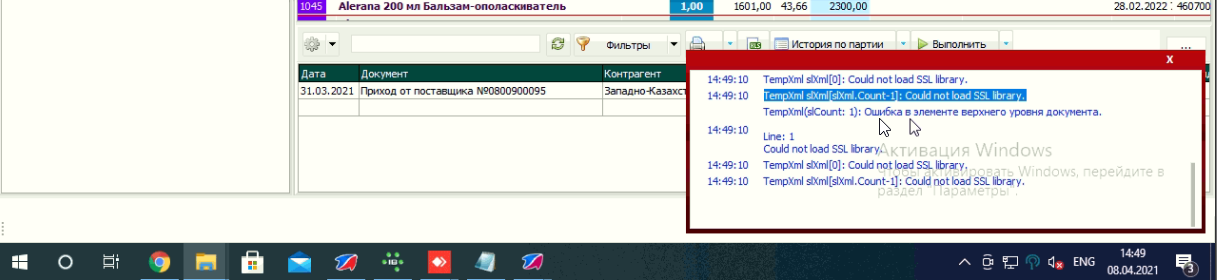 1045 Alerana 200 мл Бальзам-ополаскиватель 1,00 1601,00 43,66 2300,00 28.02.2022 460700
Фильтры История по партии Выполнить ...
x
Дата Документ Контрагент
31.03.2021 Приход от поставщика №0800900095 Западно-Казахст
14:49:10 TempXml slXml[0]: Could not load SSL library.
14:49:10 TempXml slXml[slXml.Count-1]: Could not load SSL library.
TempXml(slCount: 1): Ошибка в элементе верхнего уровня документа.
14:49:10
Line: 1
Could not load SSL library.
14:49:10 TempXml slXml[0]: Could not load SSL library.
14:49:10 TempXml slXml[slXml.Count-1]: Could not load SSL library.
Активация Windows
Чтобы активировать Windows, перейдите в
раздел "Параметры".
ENG 14:49
08.04.2021 3